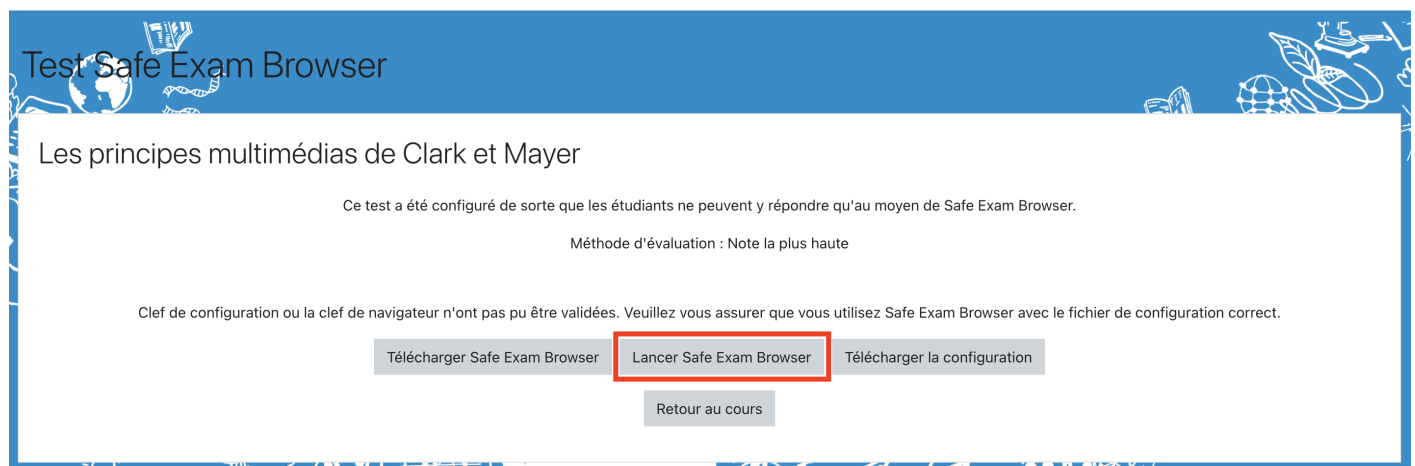 Test Safe Exam Browser
Les principes multimédias de Clark et Mayer
Ce test a été configuré de sorte que les étudiants ne peuvent y répondre qu'au moyen de Safe Exam Browser.
Méthode d'évaluation : Note la plus haute
Clef de configuration ou la clef de navigateur n'ont pas pu être validées. Veuillez vous assurer que vous utilisez Safe Exam Browser avec le fichier de configuration correct.
Télécharger Safe Exam Browser Lancer Safe Exam Browser Télécharger la configuration
Retour au cours